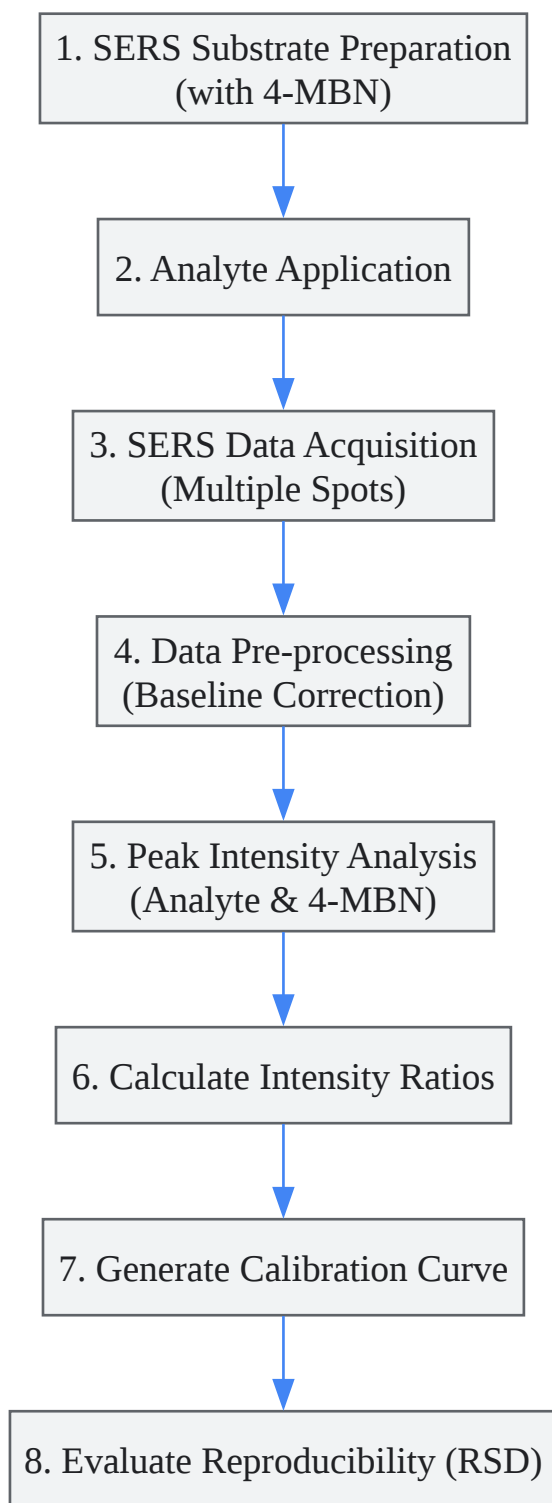 1. SERS Substrate Preparation
(with 4-MBN)
2. Analyte Application
3. SERS Data Acquisition
(Multiple Spots)
4. Data Pre-processing
(Baseline Correction)
5. Peak Intensity Analysis
(Analyte & 4-MBN)
6. Calculate Intensity Ratios
7. Generate Calibration Curve
8. Evaluate Reproducibility (RSD)